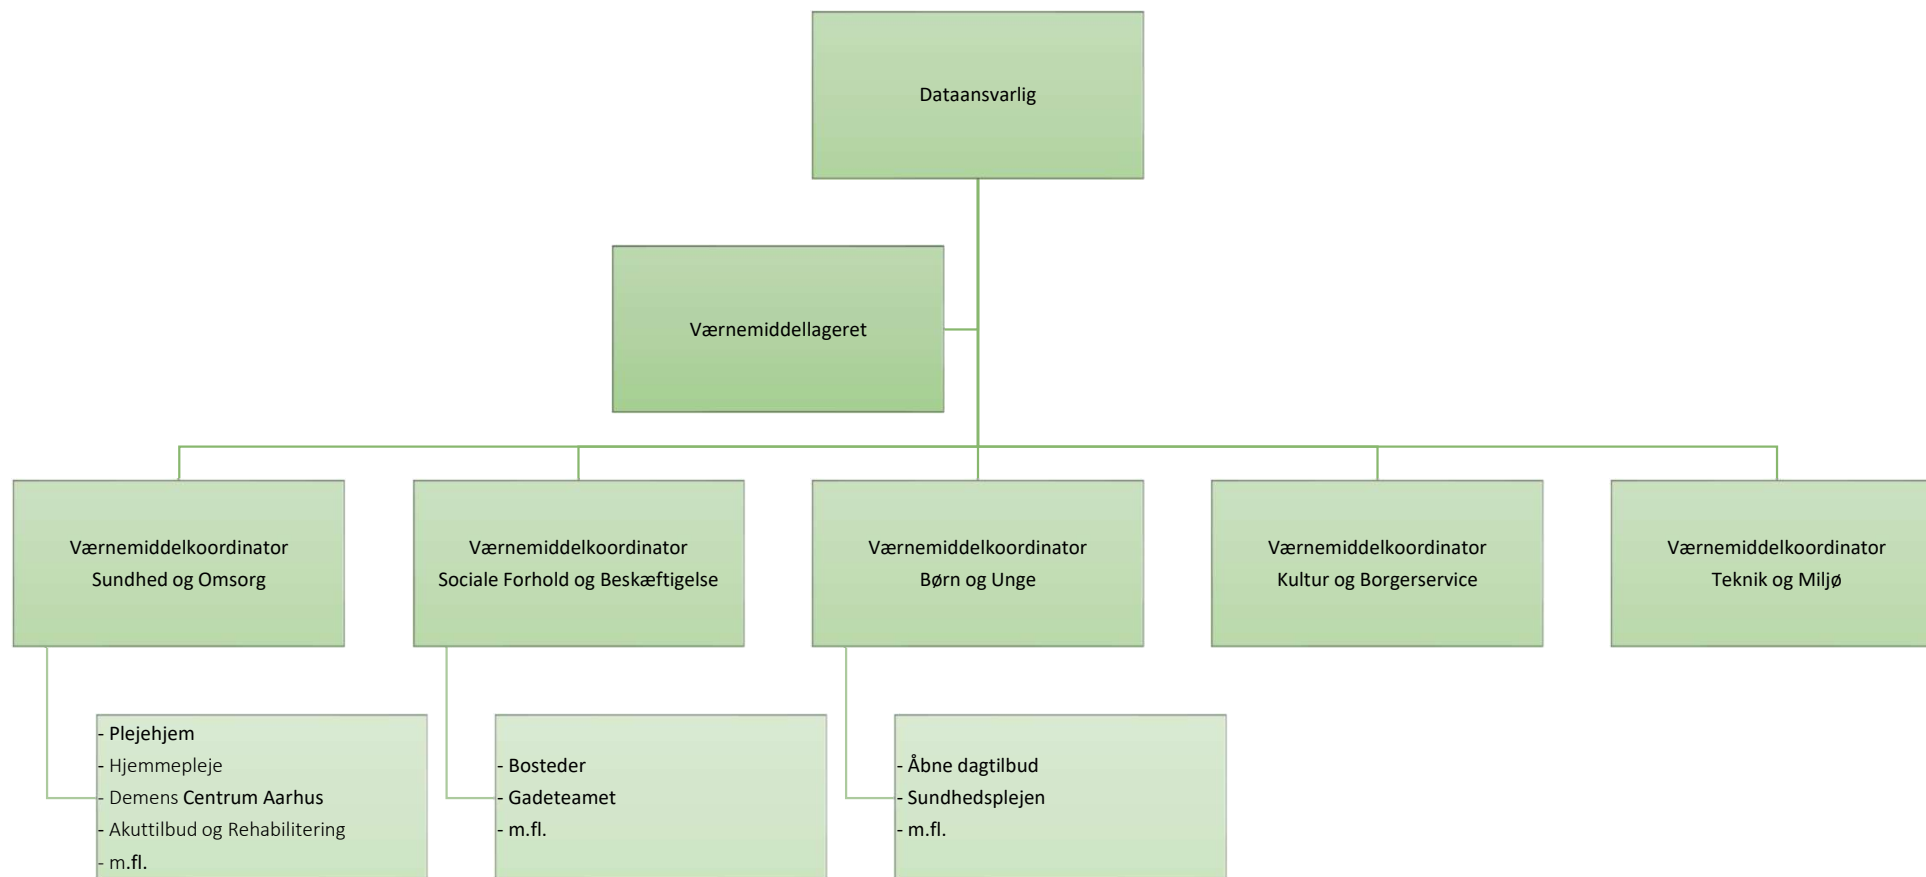 Dataansvarlig
Værnemiddellageret
Værnemiddelkoordinator
Sundhed og Omsorg
Værnemiddelkoordinator
Sociale Forhold og Beskæftigelse
Værnemiddelkoordinator
Børn og Unge
Værnemiddelkoordinator
Kultur og Borgerservice
Værnemiddelkoordinator
Teknik og Miljø
- Plejehjem
- Hjemmepleje
- Demens Centrum Aarhus
- Akuttilbud og Rehabilitering
- m.fl.
- Bosteder
- Gadeteamet
- m.fl.
- Åbne dagtilbud
- Sundhedsplejen
- m.fl.